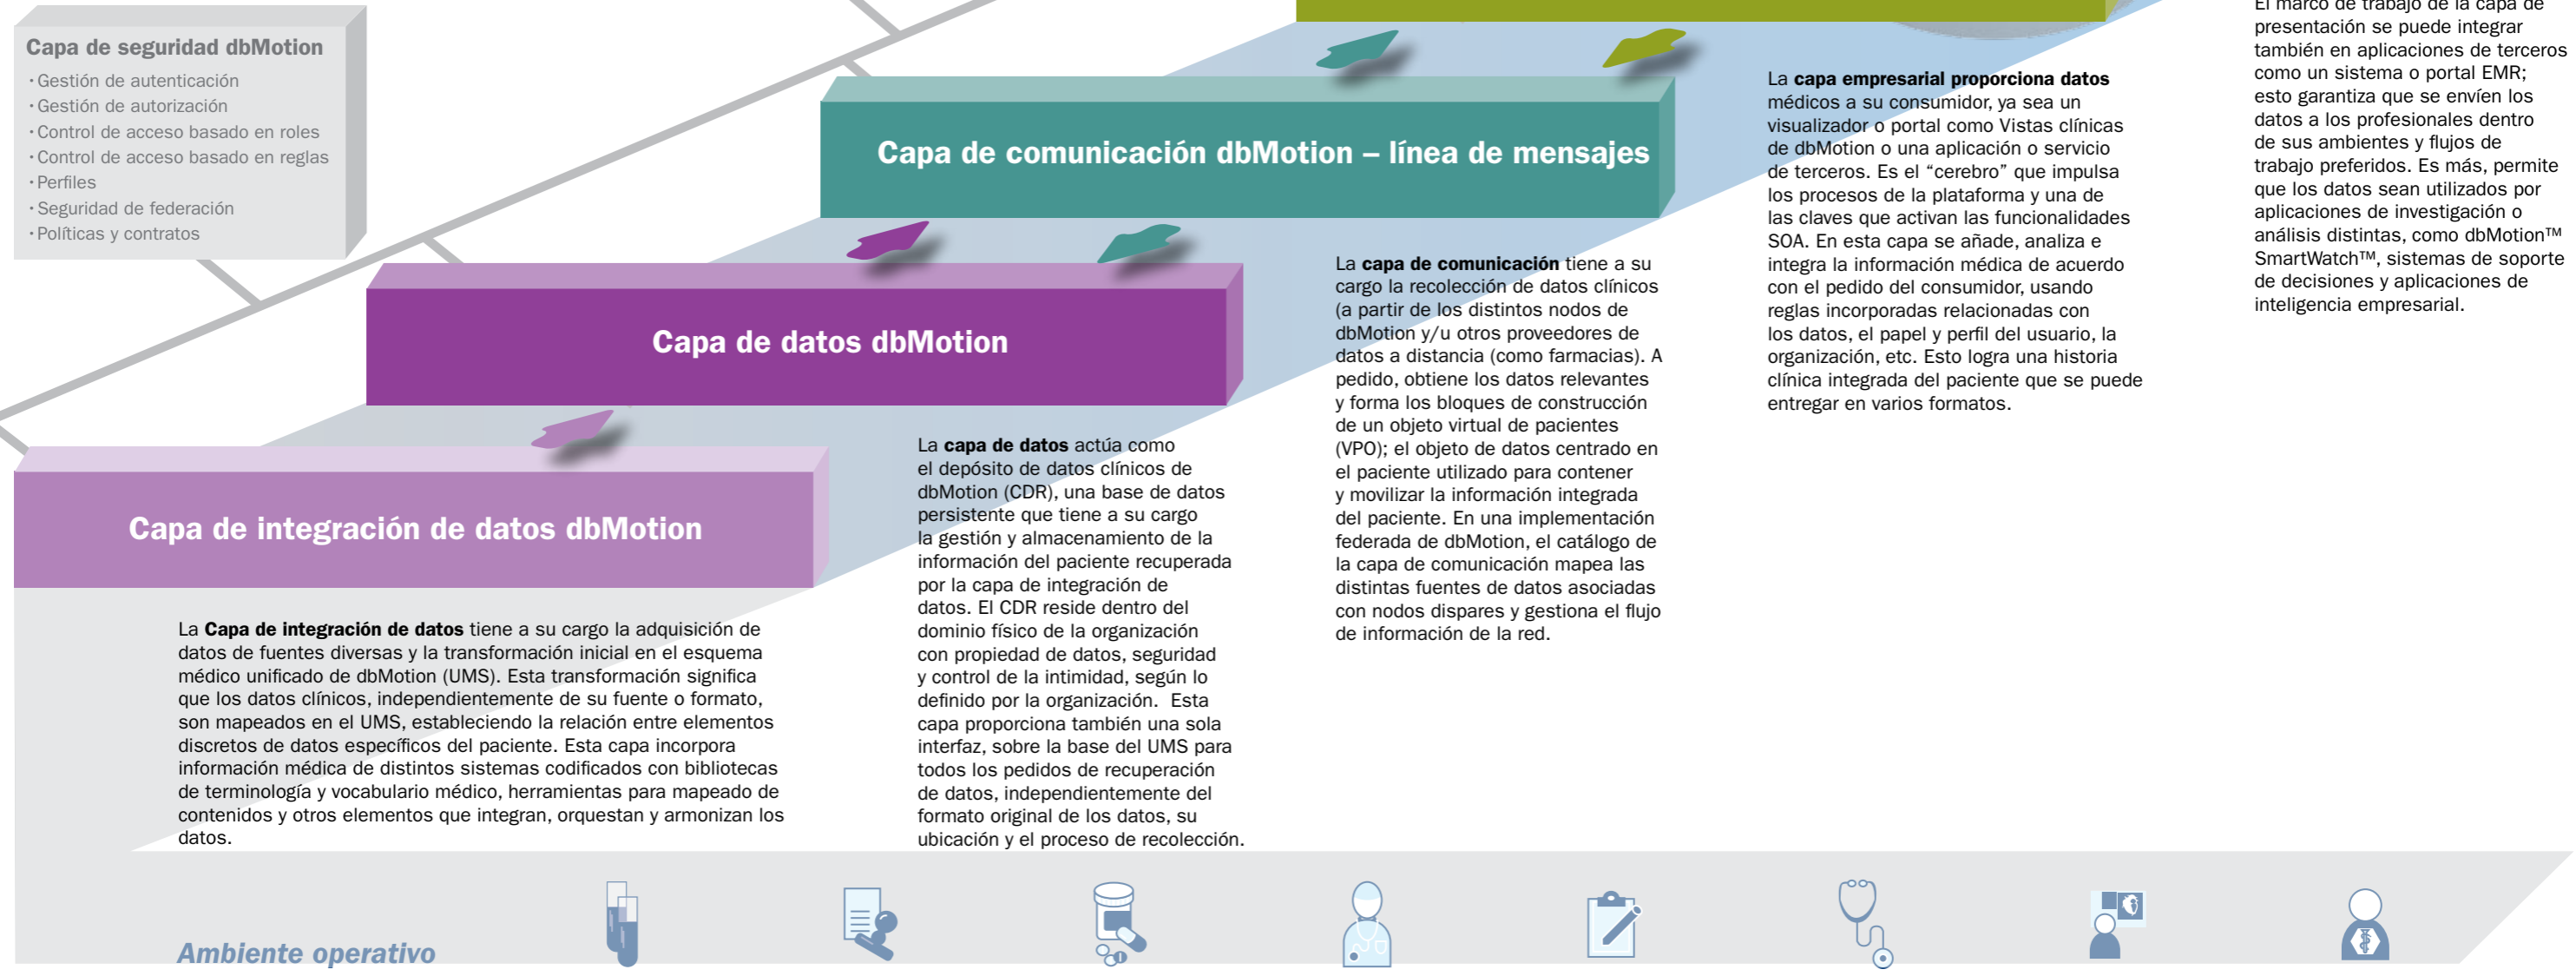 Capa de seguridad dbMotion
· Gestión de autenticación
· Gestión de autorización
· Control de acceso basado en roles
· Control de acceso basado en reglas
· Perfiles
· Seguridad de federación
· Políticas y contratos
Capa de comunicación dbMotion – línea de mensajes
Capa de datos dbMotion
Capa de integración de datos dbMotion
La Capa de integración de datos tiene a su cargo la adquisición de
datos de fuentes diversas y la transformación inicial en el esquema
médico unificado de dbMotion (UMS). Esta transformación significa
que los datos clínicos, independientemente de su fuente o formato,
son mapeados en el UMS, estableciendo la relación entre elementos
discretos de datos específicos del paciente. Esta capa incorpora
información médica de distintos sistemas codificados con bibliotecas
de terminología y vocabulario médico, herramientas para mapeado de
contenidos y otros elementos que integran, orquestan y armonizan los
datos.
La capa de datos actúa como
el depósito de datos clínicos de
dbMotion (CDR), una base de datos
persistente que tiene a su cargo
la gestión y almacenamiento de la
información del paciente recuperada
por la capa de integración de
datos. El CDR reside dentro del
dominio físico de la organización
con propiedad de datos, seguridad
y control de la intimidad, según lo
definido por la organización.  Esta
capa proporciona también una sola
interfaz, sobre la base del UMS para
todos los pedidos de recuperación
de datos, independientemente del
formato original de los datos, su
ubicación y el proceso de recolección.
La capa de comunicación tiene a su
cargo la recolección de datos clínicos
(a partir de los distintos nodos de
dbMotion y/u otros proveedores de
datos a distancia (como farmacias). A
pedido, obtiene los datos relevantes
y forma los bloques de construcción
de un objeto virtual de pacientes
(VPO); el objeto de datos centrado en
el paciente utilizado para contener
y movilizar la información integrada
del paciente. En una implementación
federada de dbMotion, el catálogo de
la capa de comunicación mapea las
distintas fuentes de datos asociadas
con nodos dispares y gestiona el flujo
de información de la red.
La capa empresarial proporciona datos
médicos a su consumidor, ya sea un
visualizador o portal como Vistas clínicas
de dbMotion o una aplicación o servicio
de terceros. Es el “cerebro” que impulsa
los procesos de la plataforma y una de
las claves que activan las funcionalidades
SOA. En esta capa se añade, analiza e
integra la información médica de acuerdo
con el pedido del consumidor, usando
reglas incorporadas relacionadas con
los datos, el papel y perfil del usuario, la
organización, etc. Esto logra una historia
clínica integrada del paciente que se puede
entregar en varios formatos.
El marco de trabajo de la capa de
presentación se puede integrar
también en aplicaciones de terceros
como un sistema o portal EMR;
esto garantiza que se envíen los
datos a los profesionales dentro
de sus ambientes y flujos de
trabajo preferidos. Es más, permite
que los datos sean utilizados por
aplicaciones de investigación o
análisis distintas, como dbMotion™
SmartWatch™, sistemas de soporte
de decisiones y aplicaciones de
inteligencia empresarial.
Ambiente operativo